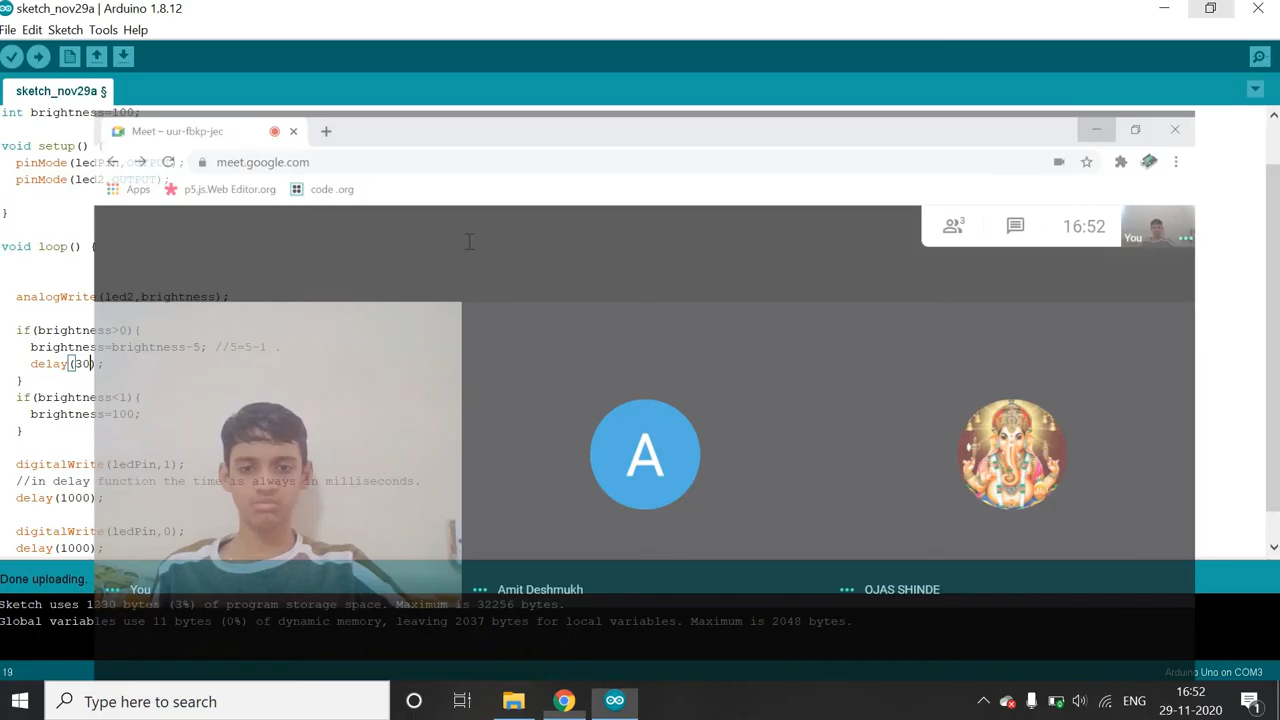 sketch_nov29a | Arduino 1.8.12
File Edit Sketch Tools Help
sketch_nov29a §
int brightness=100;
Meet – uur-fbkp-jec
void setup() {
pinMode(ledPin,OUTPUT);
meet.google.com
pinMode(led2,OUTPUT);
Apps p5.js.Web Editor.org code .org
}
3 16:52
You
void loop() {
analogWrite(led2,brightness);
if(brightness>0){
brightness=brightness-5; //5=5-1 .
delay(30);
}
if(brightness<1){
brightness=100;
}
A
digitalWrite(ledPin,1);
//in delay function the time is always in milliseconds.
delay(1000);
digitalWrite(ledPin,0);
delay(1000);
Done uploading.
You Amit Deshmukh OJAS SHINDE
Sketch uses 1230 bytes (3%) of program storage space. Maximum is 32256 bytes.
Global variables use 11 bytes (0%) of dynamic memory, leaving 2037 bytes for local variables. Maximum is 2048 bytes.
19 Arduino Uno on COM3
Type here to search
ENG
16:52
29-11-2020
1